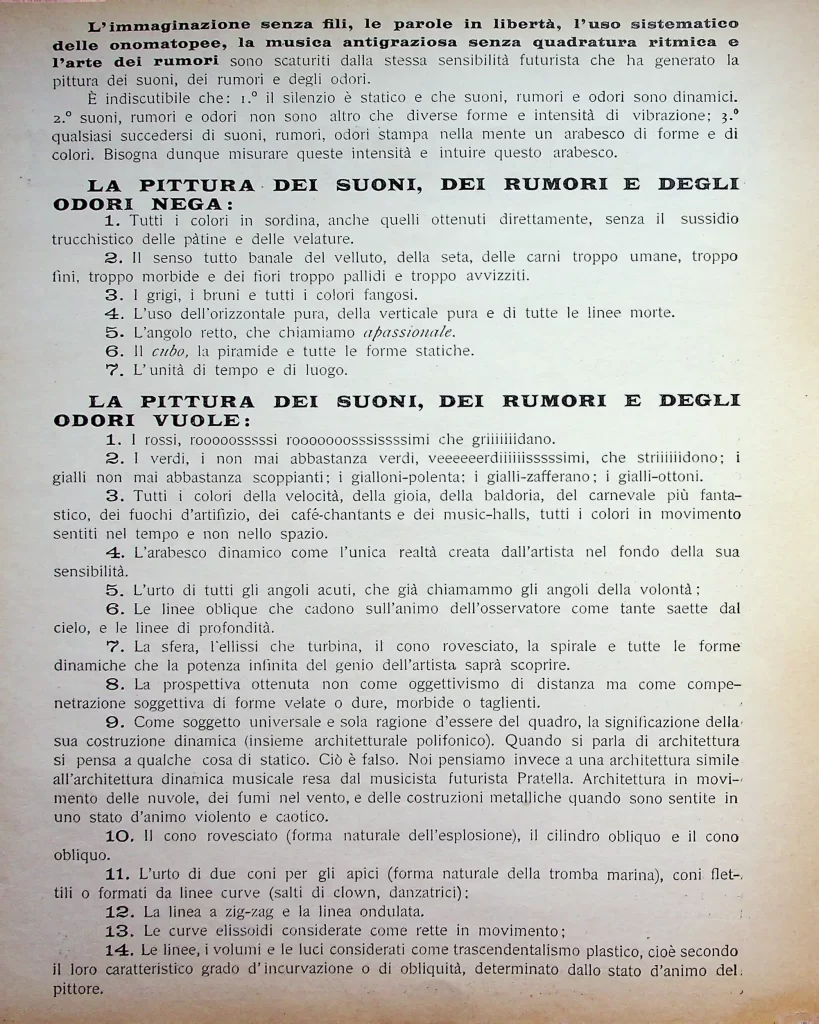 L'immaginazione senza fili, le parole in libertà, l'uso sistematico
delle onomatopee, la musica antigraziosa senza quadratura ritmica e
l'arte dei rumori sono scaturiti dalla stessa sensibilità futurista che ha generato la
pittura dei suoni, dei rumori e degli odori.
È indiscutibile che: 1.º il silenzio è statico e che suoni, rumori e odori sono dinamici.
2.º suoni, rumori e odori non sono altro che diverse forme e intensità di vibrazione; 3.º
qualsiasi succedersi di suoni, rumori, odori stampa nella mente un arabesco di forme e di
colori. Bisogna dunque misurare queste intensità e intuire questo arabesco.
LA PITTURA DEI SUONI, DEI RUMORI E DEGLI
ODORI NEGA:
1. Tutti i colori in sordina, anche quelli ottenuti direttamente, senza il sussidio
trucchistico delle pàtine e delle velature.
2. Il senso tutto banale del velluto, della seta, delle carni troppo umane, troppo
fini, troppo morbide e dei fiori troppo pallidi e troppo avvizziti.
3. I grigi, i bruni e tutti i colori fangosi.
4. L'uso dell'orizzontale pura, della verticale pura e di tutte le linee morte.
5. L'angolo retto, che chiamiamo apassionale.
6. Il cubo, la piramide e tutte le forme statiche.
7. L'unità di tempo e di luogo.
LA PITTURA DEI SUONI, DEI RUMORI E DEGLI
ODORI VUOLE:
1. I rossi, rooooosssssi roooooosssissssimi che griiiiiiidano.
2. I verdi, i non mai abbastanza verdi, veeeeeerdiiiiiisssssimi, che striiiiiidono; i
gialli non mai abbastanza scoppianti; i gialloni-polenta; i gialli-zafferano; i gialli-ottoni.
3. Tutti i colori della velocità, della gioia, della baldoria, del carnevale più fanta-
stico, dei fuochi d'artifizio, dei café-chantants e dei music-halls, tutti i colori in movimento
sentiti nel tempo e non nello spazio.
4. L'arabesco dinamico come l'unica realtà creata dall'artista nel fondo della sua
sensibilità.
5. L'urto di tutti gli angoli acuti, che già chiamammo gli angoli della volontà;
6. Le linee oblique che cadono sull'animo dell'osservatore come tante saette dal
cielo, e le linee di profondità.
7. La sfera, l'ellissi che turbina, il cono rovesciato, la spirale e tutte le forme
dinamiche che la potenza infinita del genio dell'artista saprà scoprire.
8. La prospettiva ottenuta non come oggettivismo di distanza ma come compe-
netrazione soggettiva di forme velate o dure, morbide o taglienti.
9. Come soggetto universale e sola ragione d'essere del quadro, la significazione della
sua costruzione dinamica (insieme architetturale polifonico). Quando si parla di architettura
si pensa a qualche cosa di statico. Ciò è falso. Noi pensiamo invece a una architettura simile
all'architettura dinamica musicale resa dal musicista futurista Pratella. Architettura in movi-
mento delle nuvole, dei fumi nel vento, e delle costruzioni metalliche quando sono sentite in
uno stato d'animo violento e caotico.
10. Il cono rovesciato (forma naturale dell'esplosione), il cilindro obliquo e il cono
obliquo.
11. L'urto di due coni per gli apici (forma naturale della tromba marina), coni flet-
tili o formati da linee curve (salti di clown, danzatrici);
12. La linea a zig-zag e la linea ondulata.
13. Le curve elissoidi considerate come rette in movimento;
14. Le linee, i volumi e le luci considerati come trascendentalismo plastico, cioè secondo
il loro caratteristico grado d'incurvazione o di obliquità, determinato dallo stato d'animo del
pittore.